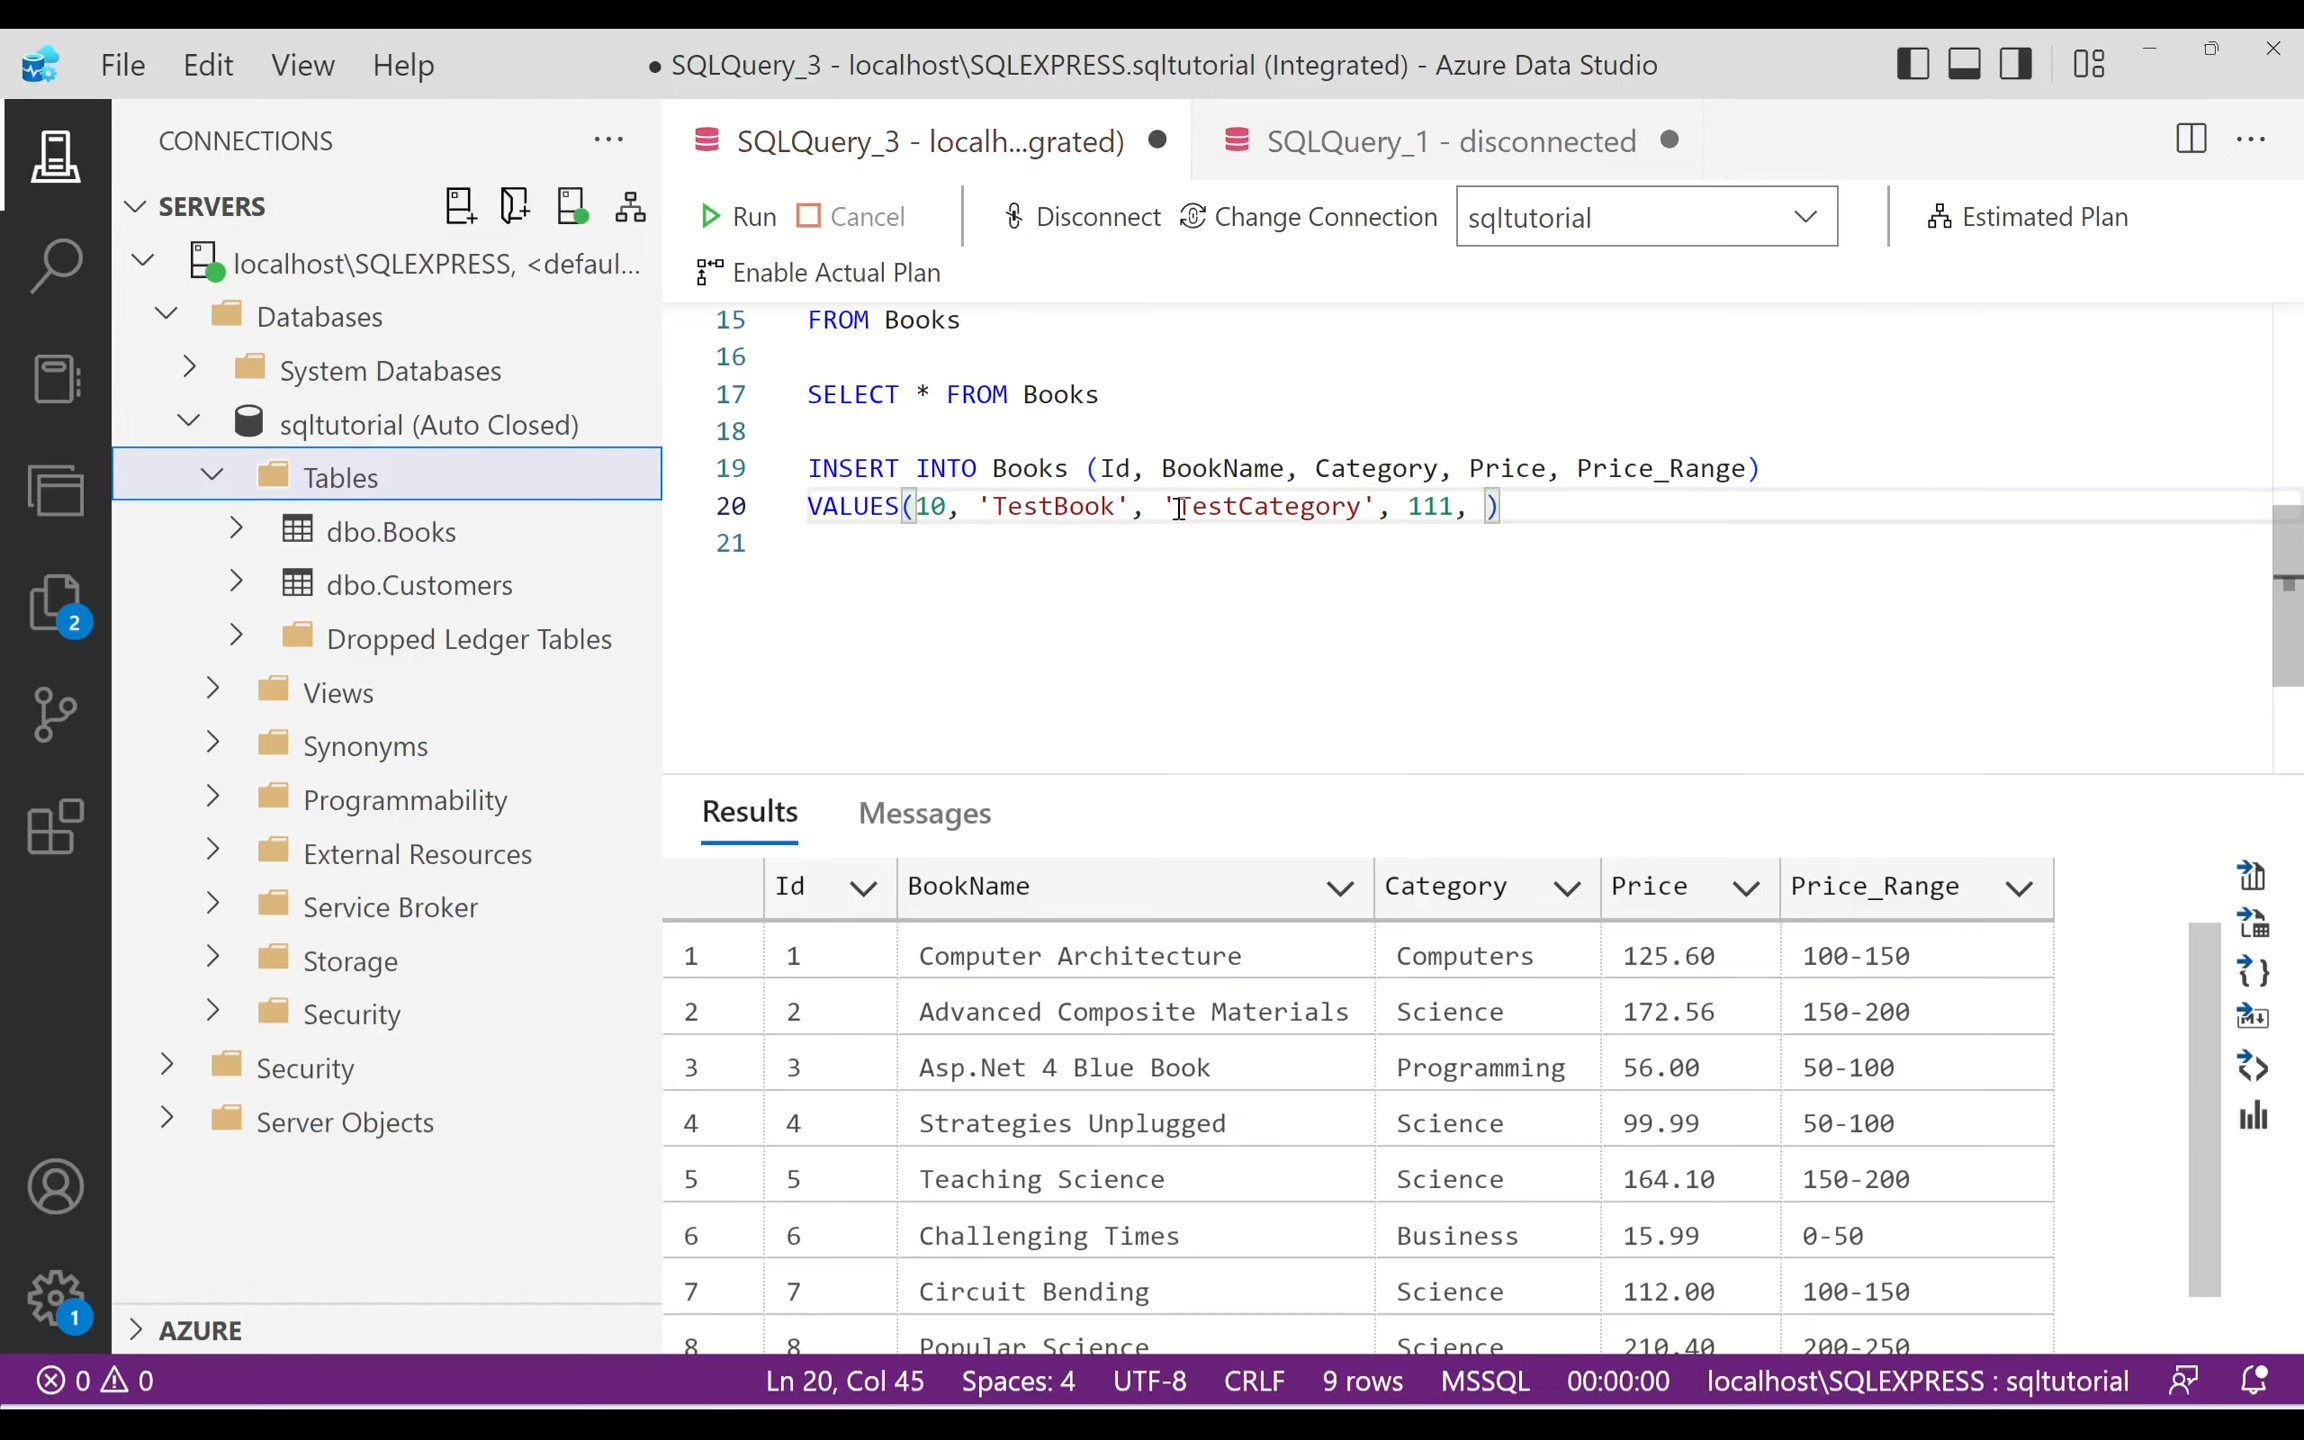 File Edit View Help
● SQLQuery_3 - localhost\SQLEXPRESS.sqltutorial (Integrated) - Azure Data Studio
CONNECTIONS
SERVERS
localhost\SQLEXPRESS, <defaul...
Databases
System Databases
sqltutorial (Auto Closed)
Tables
dbo.Books
dbo.Customers
Dropped Ledger Tables
Views
Synonyms
Programmability
External Resources
Service Broker
Storage
Security
Security
Server Objects
AZURE
2
1
SQLQuery_3 - localh...grated) ●
SQLQuery_1 - disconnected ●
Run Cancel Disconnect Change Connection sqltutorial Estimated Plan
Enable Actual Plan
15 FROM Books
16
17 SELECT * FROM Books
18
19 INSERT INTO Books (Id, BookName, Category, Price, Price_Range)
20 VALUES(10, 'TestBook', 'TestCategory', 111, )
21
Results Messages
Id BookName Category Price Price_Range
1 1 Computer Architecture Computers 125.60 100-150
2 2 Advanced Composite Materials Science 172.56 150-200
3 3 Asp.Net 4 Blue Book Programming 56.00 50-100
4 4 Strategies Unplugged Science 99.99 50-100
5 5 Teaching Science Science 164.10 150-200
6 6 Challenging Times Business 15.99 0-50
7 7 Circuit Bending Science 112.00 100-150
8 8 Popular Science Science 210.40 200-250
0 0 Ln 20, Col 45 Spaces: 4 UTF-8 CRLF 9 rows MSSQL 00:00:00 localhost\SQLEXPRESS : sqltutorial